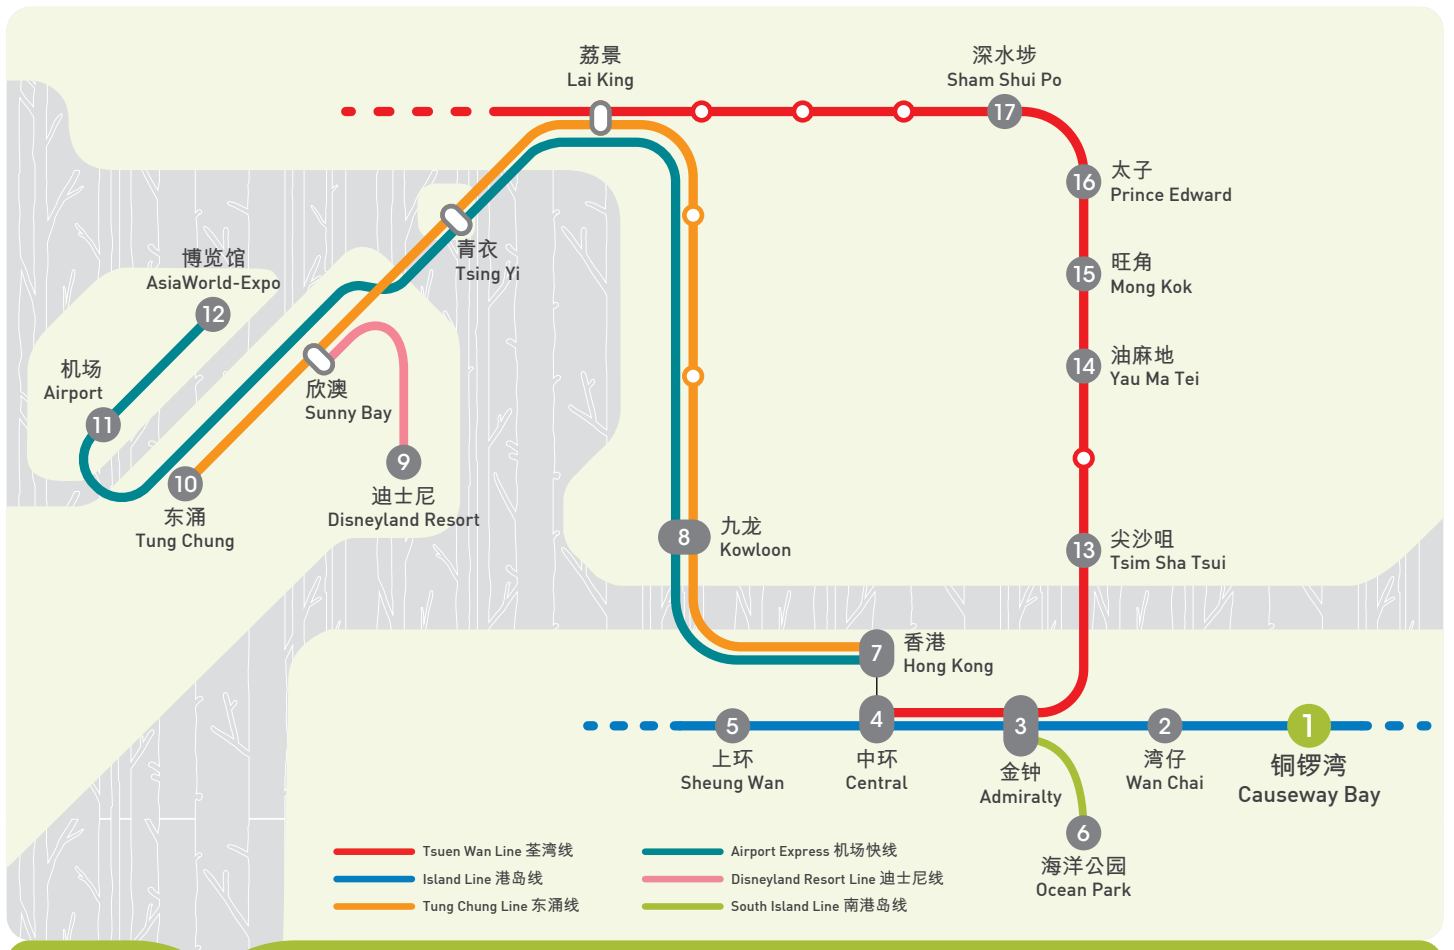 荔景
Lai King
深水埗
Sham Shui Po
17
16
太子
Prince Edward
青衣
Tsing Yi
博览馆
AsiaWorld-Expo
12
15
旺角
Mong Kok
机场
Airport
11
欣澳
Sunny Bay
14
油麻地
Yau Ma Tei
10
东涌
Tung Chung
9
迪士尼
Disneyland Resort
8
九龙
Kowloon
13
尖沙咀
Tsim Sha Tsui
7
香港
Hong Kong
5
上环
Sheung Wan
4
中环
Central
3
金钟
Admiralty
2
湾仔
Wan Chai
1
铜锣湾
Causeway Bay
6
海洋公园
Ocean Park
Tsuen Wan Line 荃湾线
Island Line 港岛线
Tung Chung Line 东涌线
Airport Express 机场快线
Disneyland Resort Line 迪士尼线
South Island Line 南港岛线